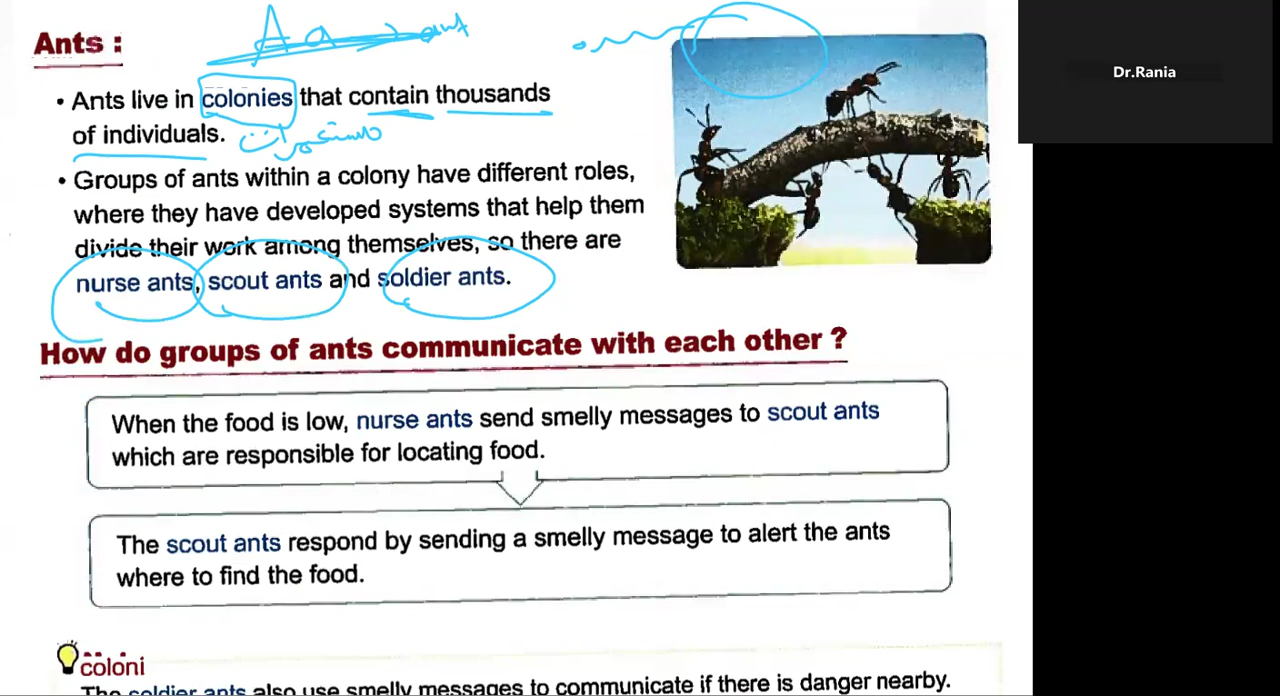 Ants :
A a ant
• Ants live in colonies that contain thousands
of individuals. مستعمرات
• Groups of ants within a colony have different roles,
where they have developed systems that help them
divide their work among themselves, so there are
nurse ants, scout ants and soldier ants.
How do groups of ants communicate with each other ?
When the food is low, nurse ants send smelly messages to scout ants
which are responsible for locating food.
The scout ants respond by sending a smelly message to alert the ants
where to find the food.
coloni
The soldier ants also use smelly messages to communicate if there is danger nearby.
Dr.Rania